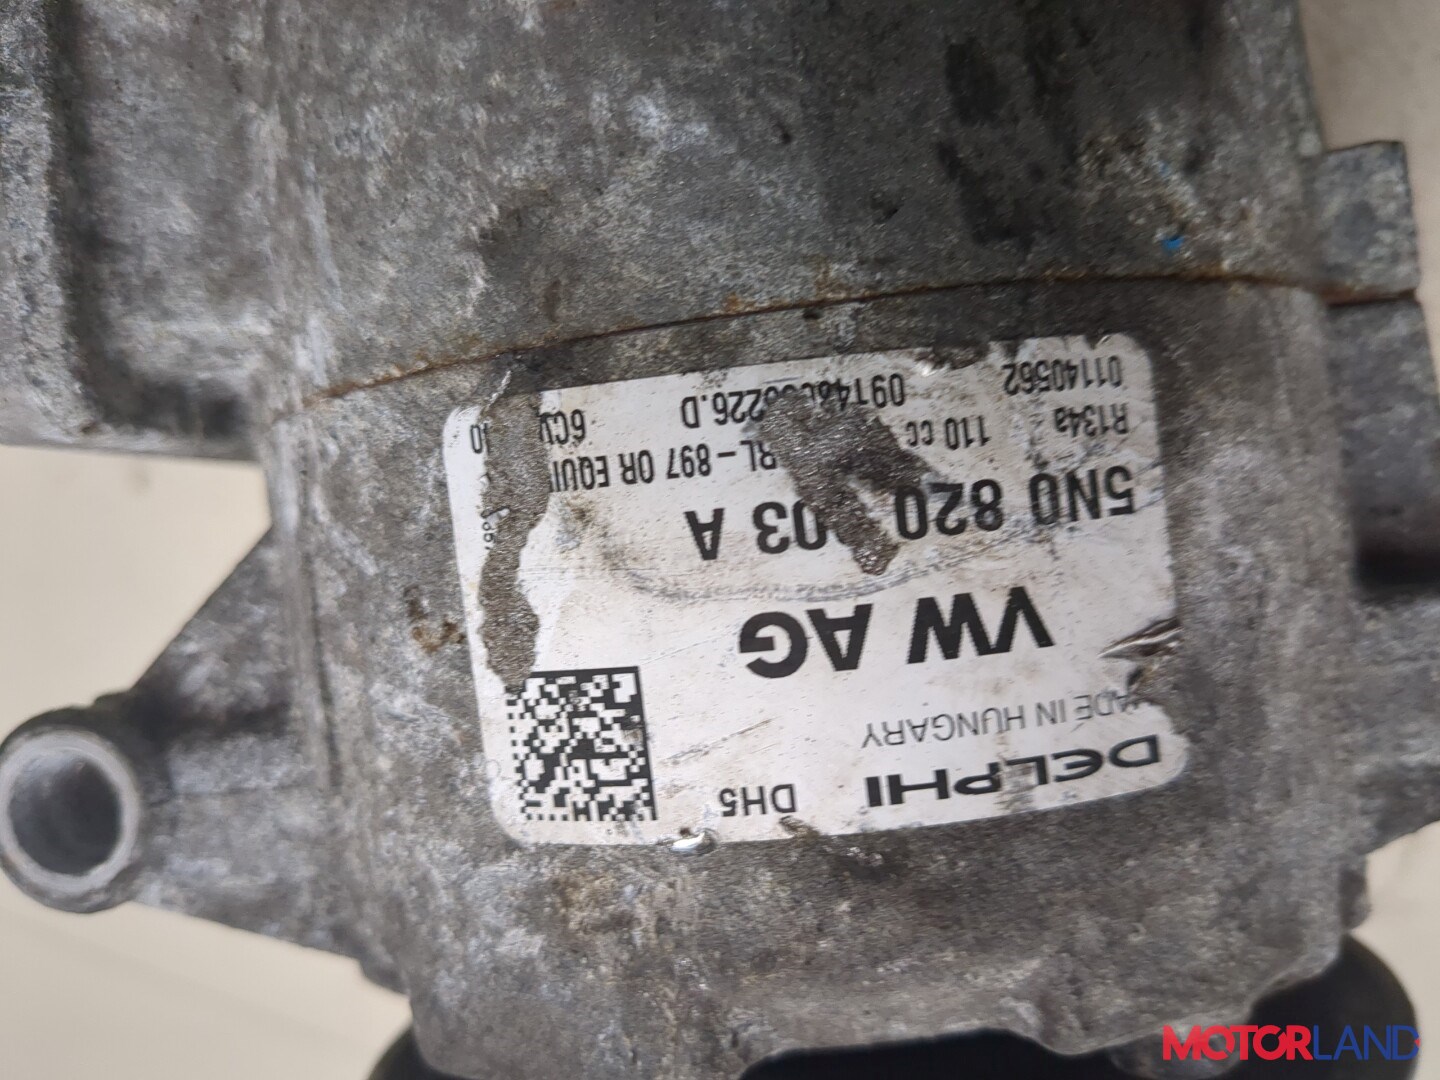 DELPHI DH5
MADE IN HUNGARY
VW AG
5N0 820 03 A
R134a 110 cc RL-897 OR EQUI
01140562 226.D
MOTORLAND